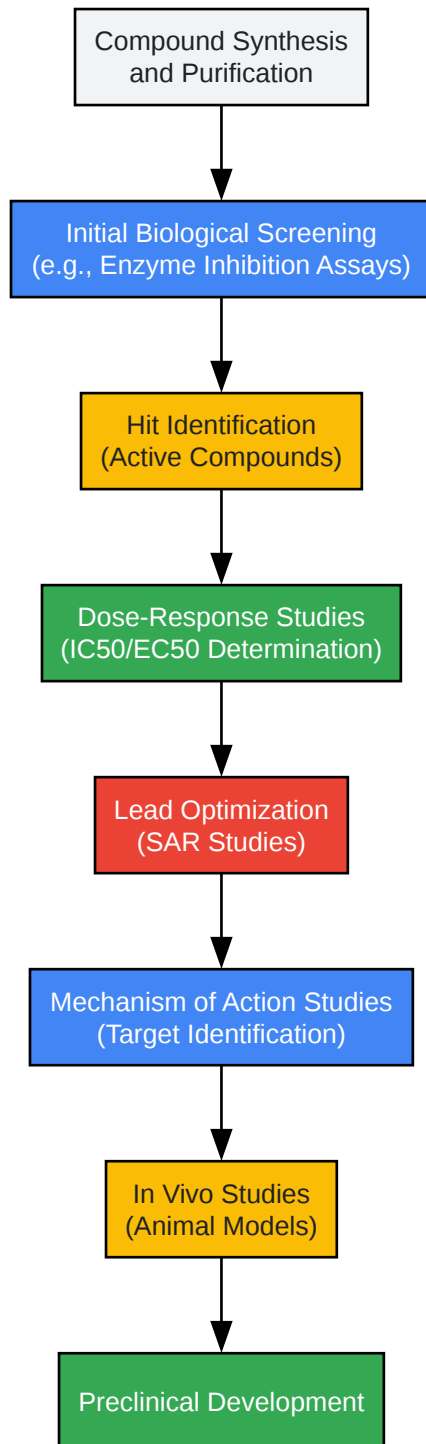 Compound Synthesis
and Purification
Initial Biological Screening
(e.g., Enzyme Inhibition Assays)
Hit Identification
(Active Compounds)
Dose-Response Studies
(IC50/EC50 Determination)
Lead Optimization
(SAR Studies)
Mechanism of Action Studies
(Target Identification)
In Vivo Studies
(Animal Models)
Preclinical Development